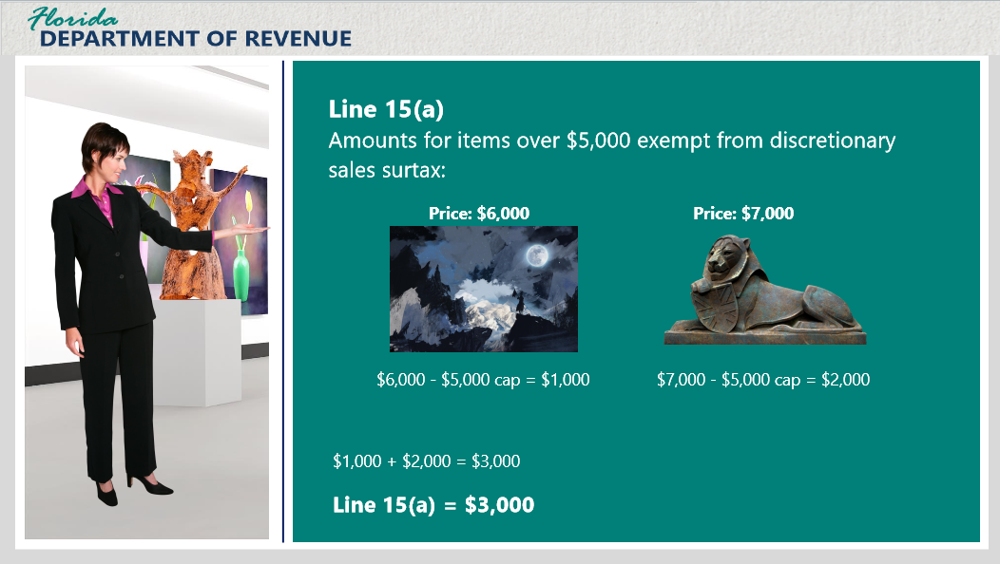 Florida
DEPARTMENT OF REVENUE
Line 15(a)
Amounts for items over $5,000 exempt from discretionary
sales surtax:
Price: $6,000
Price: $7,000
$6,000 - $5,000 cap = $1,000
$7,000 - $5,000 cap = $2,000
$1,000 + $2,000 = $3,000
Line 15(a) = $3,000